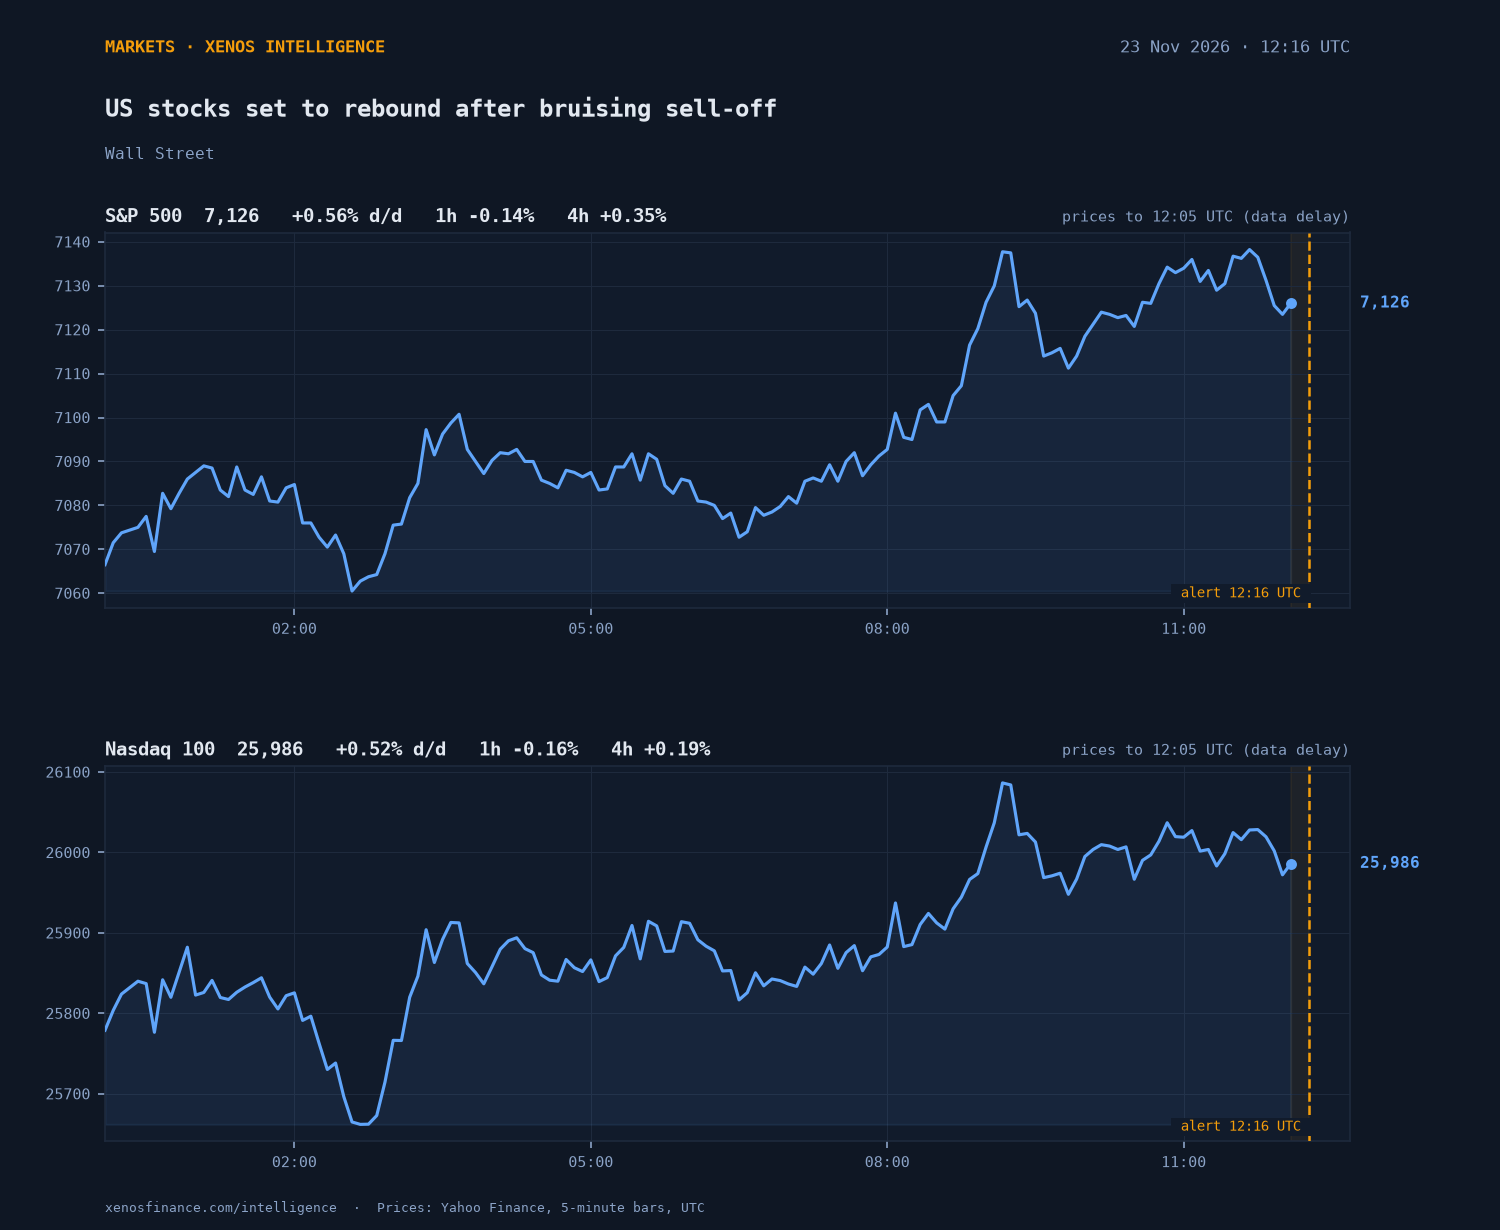 MARKETS · XENOS INTELLIGENCE
23 Nov 2026 · 12:16 UTC
US stocks set to rebound after bruising sell-off
Wall Street
S&P 500  7,126   +0.56% d/d   1h -0.14%   4h +0.35%
prices to 12:05 UTC (data delay)
7140
7130
7120
7110
7100
7090
7080
7070
7060
7,126
alert 12:16 UTC
02:00
05:00
08:00
11:00
Nasdaq 100  25,986   +0.52% d/d   1h -0.16%   4h +0.19%
prices to 12:05 UTC (data delay)
26100
26000
25900
25800
25700
25,986
alert 12:16 UTC
02:00
05:00
08:00
11:00
xenosfinance.com/intelligence  ·  Prices: Yahoo Finance, 5-minute bars, UTC